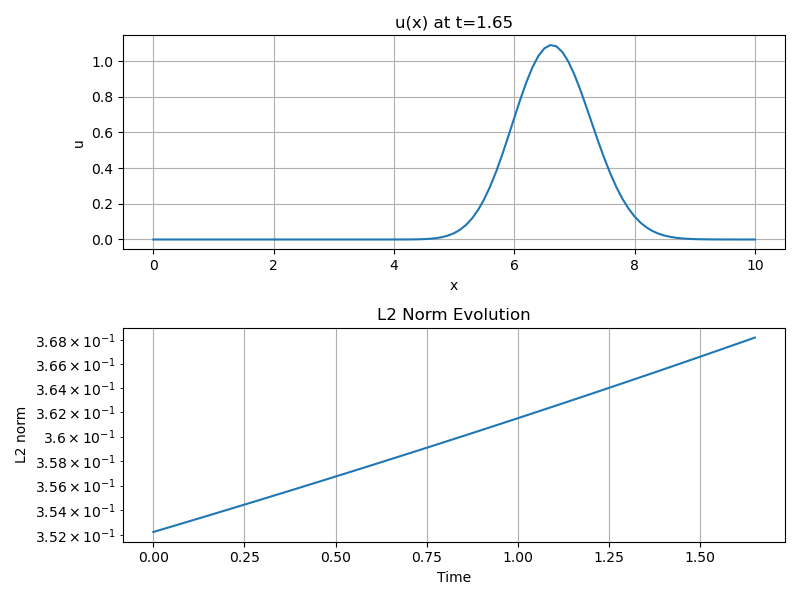 u(x) at t=1.65
1.0
0.8
0.6
0.4
0.2
0.0
u
0 2 4 6 8 10
x
L2 Norm Evolution
3.68 × 10⁻¹
3.66 × 10⁻¹
3.64 × 10⁻¹
3.62 × 10⁻¹
3.6 × 10⁻¹
3.58 × 10⁻¹
3.56 × 10⁻¹
3.54 × 10⁻¹
3.52 × 10⁻¹
L2 norm
0.00 0.25 0.50 0.75 1.00 1.25 1.50
Time